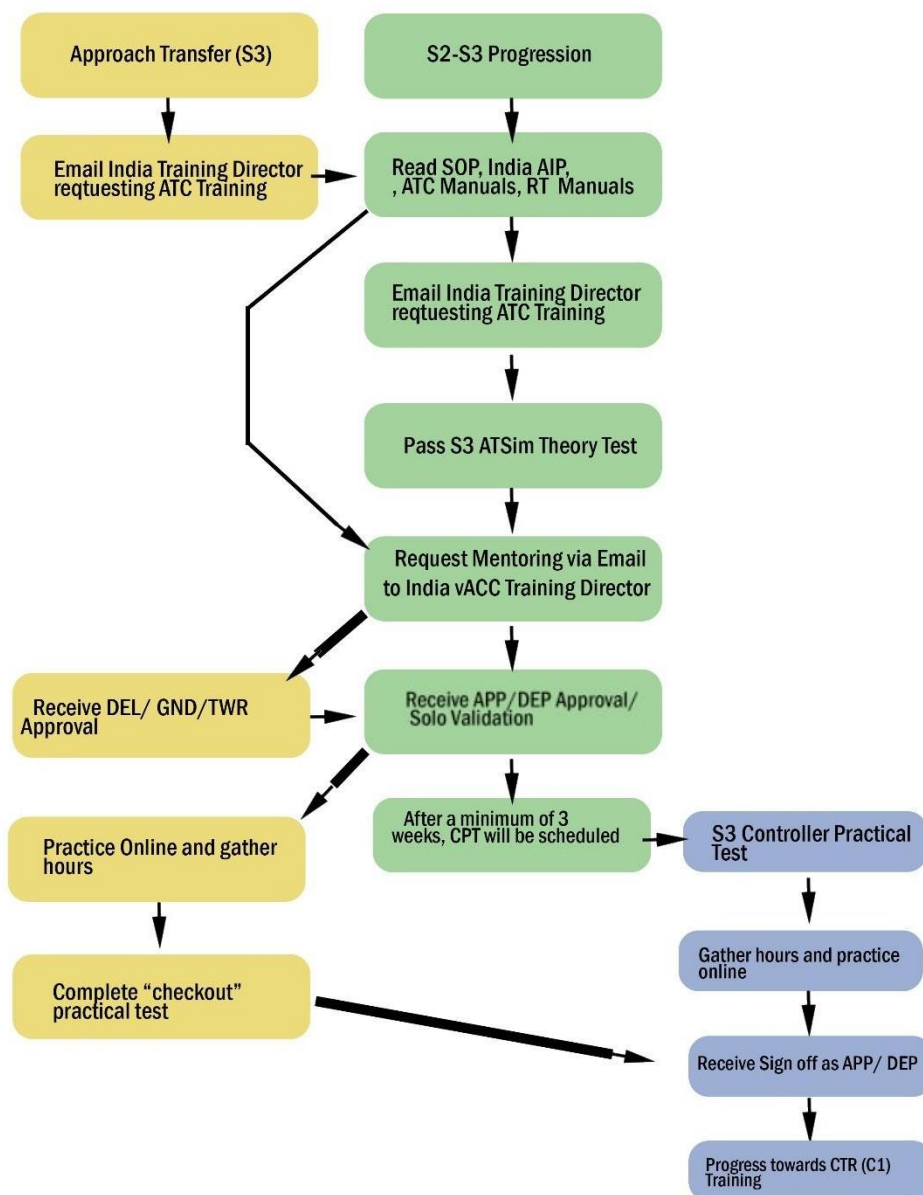 Approach Transfer (S3)
S2-S3 Progression
Email India Training Director
reqtuesting ATC Training
Read SOP, India AIP,
, ATC Manuals, RT Manuals
Email India Training Director
reqtuesting ATC Training
Pass S3 ATSim Theory Test
Request Mentoring via Email
to India vACC Training Director
Receive DEL/ GND/TWR
Approval
Receive APP/DEP Approval/
Solo Validation
Practice Online and gather
hours
After a minimum of 3
weeks, CPT will be scheduled
S3 Controller Practical
Test
Gather hours and practice
online
Complete “checkout”
practical test
Receive Sign off as APP/ DEP
Progress towards CTR (C1)
Training